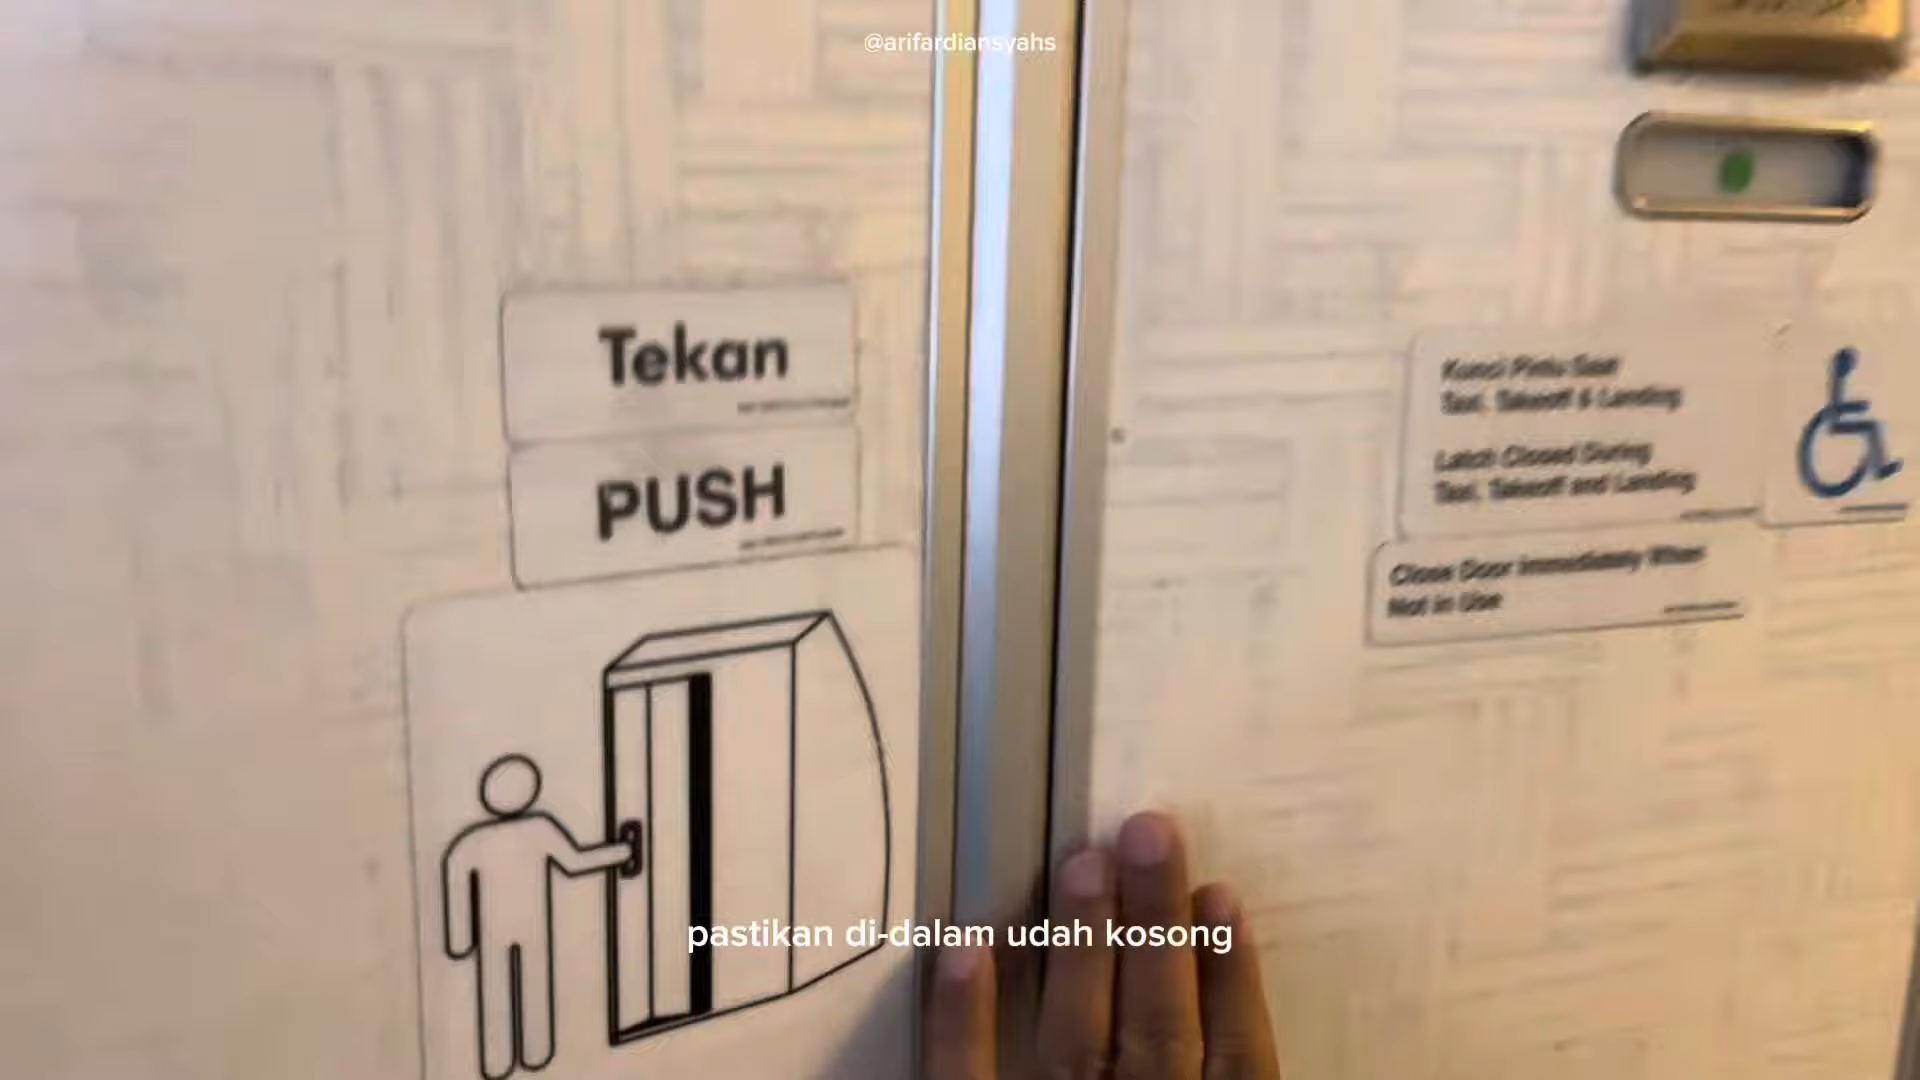 @arifardiansyahs
Tekan
PUSH
Kunci Pintu Saat
Taxi, Takeoff & Landing
Latch Closed During
Taxi, Takeoff and Landing
Close Door Immediately When
Not in Use
pastikan di-dalam udah kosong